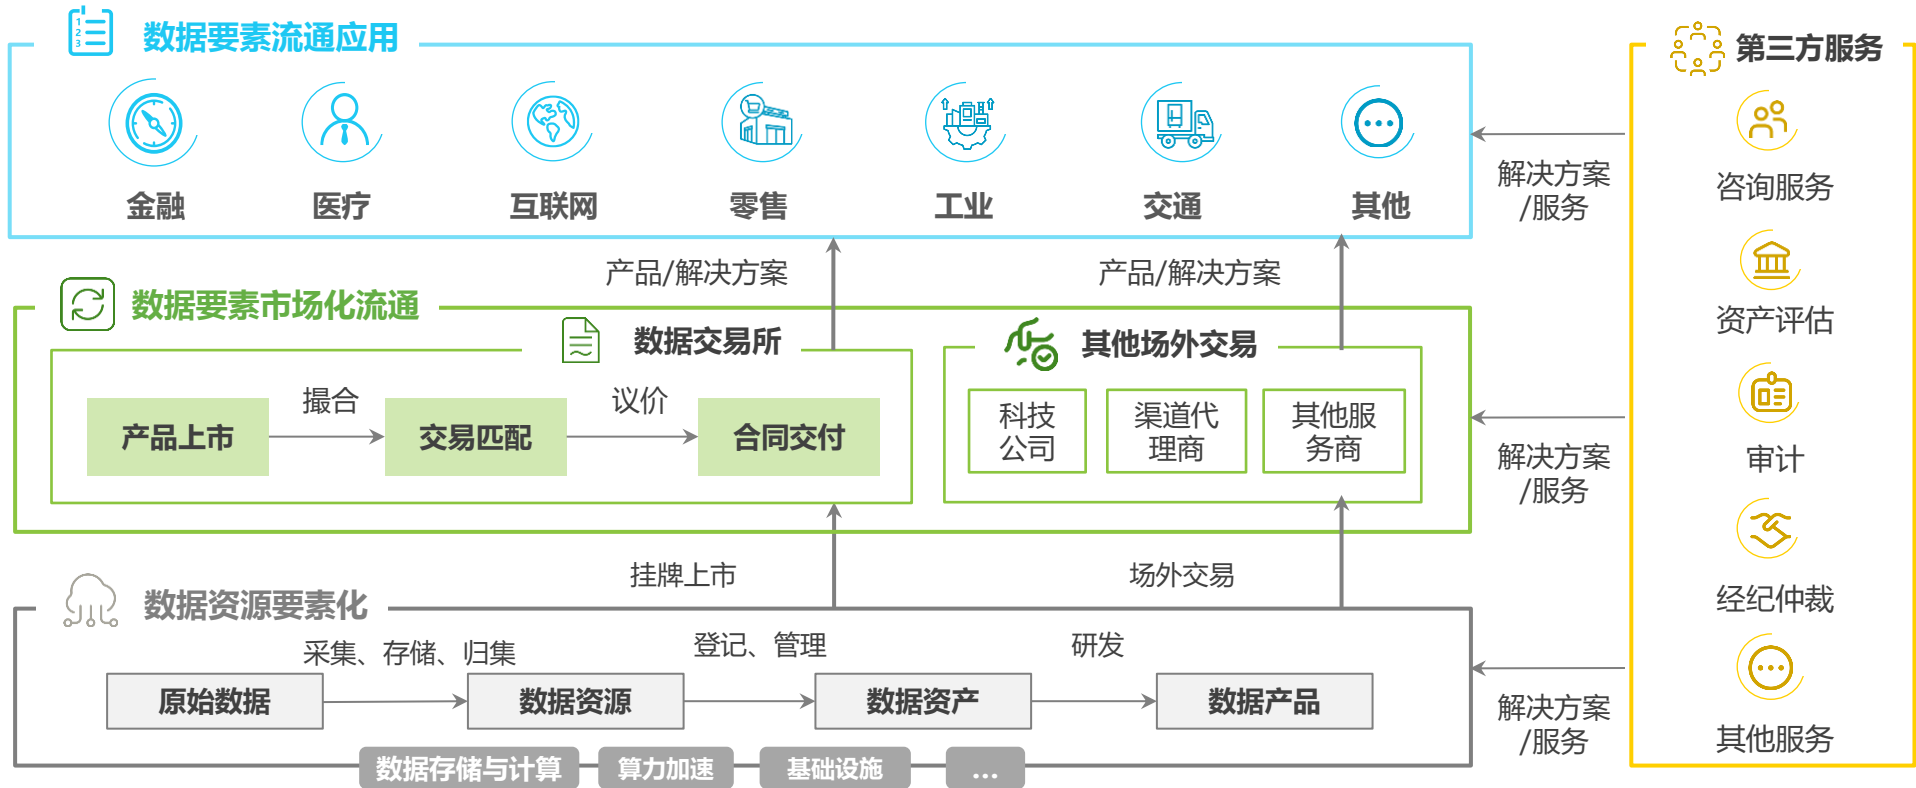 数据要素流通应用
金融
医疗
互联网
零售
工业
交通
其他
产品/解决方案
产品/解决方案
数据要素市场化流通
数据交易所
产品上市
撮合
交易匹配
议价
合同交付
其他场外交易
科技
公司
渠道代
理商
其他服
务商
挂牌上市
场外交易
数据资源要素化
原始数据
采集、存储、归集
数据资源
登记、管理
数据资产
研发
数据产品
数据存储与计算
算力加速
基础设施
...
解决方案
/服务
解决方案
/服务
解决方案
/服务
第三方服务
咨询服务
资产评估
审计
经纪仲裁
其他服务
1
2
3